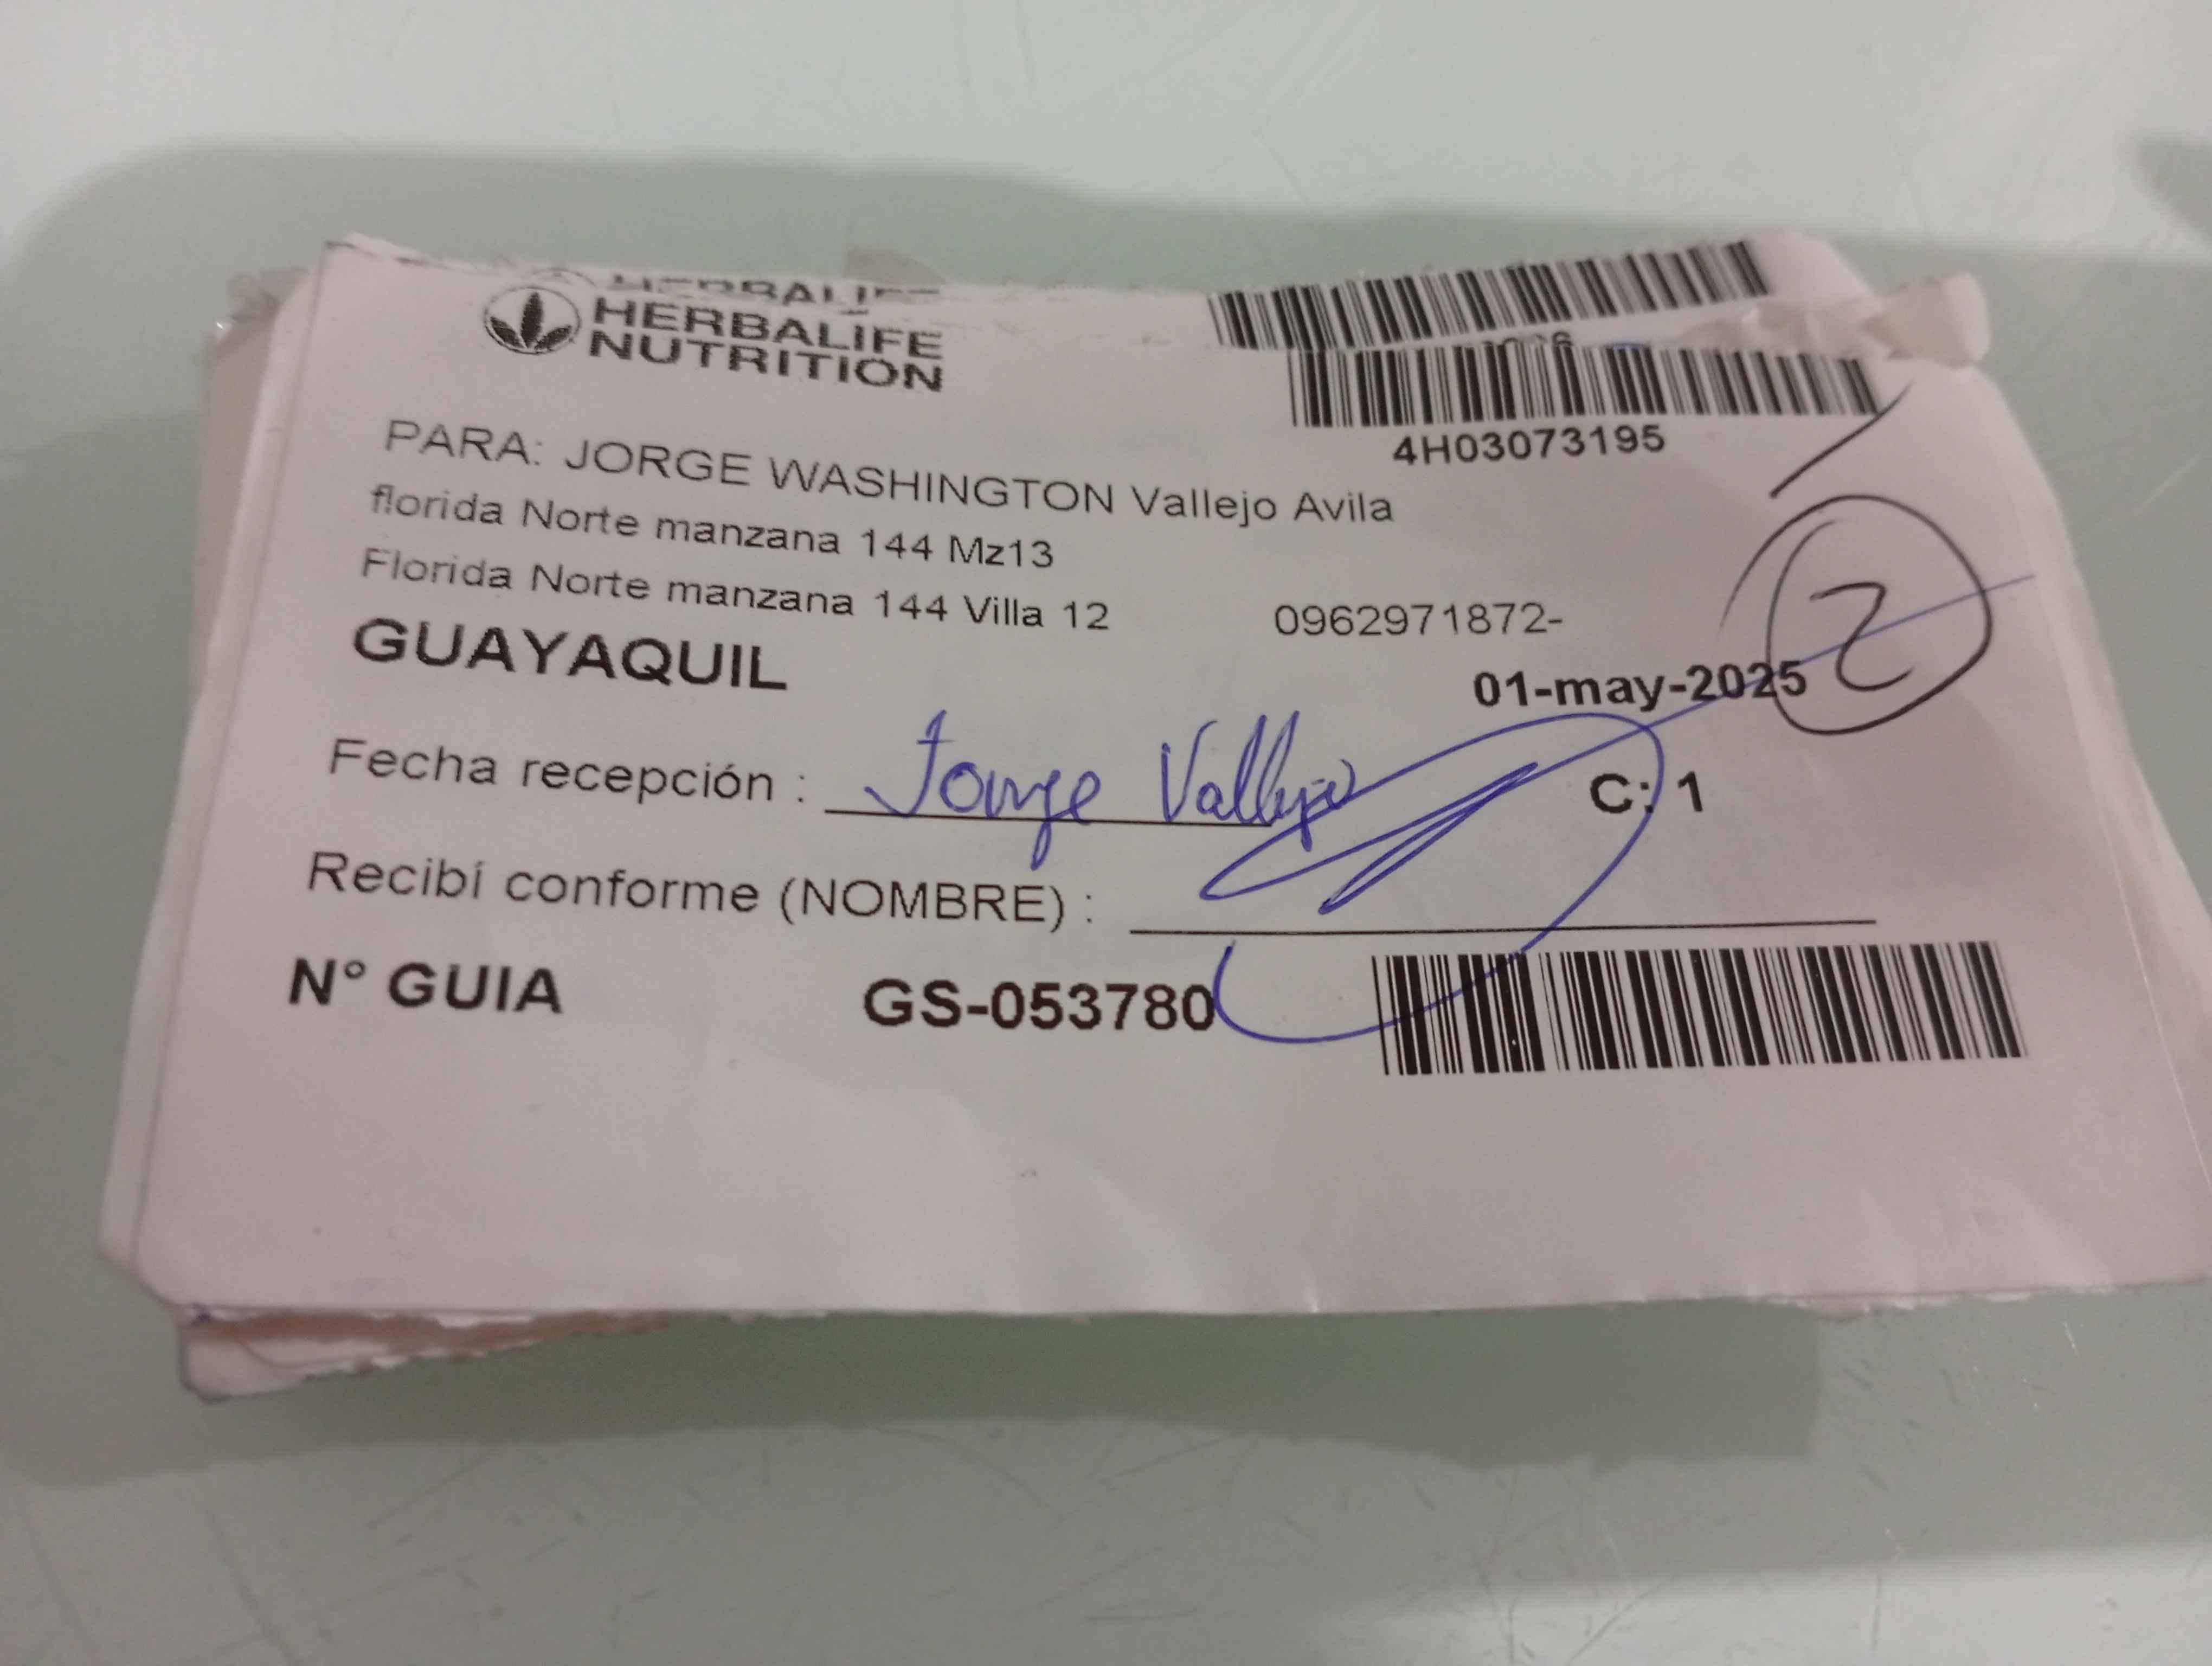 HERBALIFE
HERBALIFE
NUTRITION
4H03073195
PARA: JORGE WASHINGTON Vallejo Avila
florida Norte manzana 144 Mz13
Florida Norte manzana 144 Villa 12
0962971872-
2
GUAYAQUIL
01-may-2025
Fecha recepción : Jorge Vallejo
C: 1
Recibí conforme (NOMBRE) :
N° GUIA GS-053780